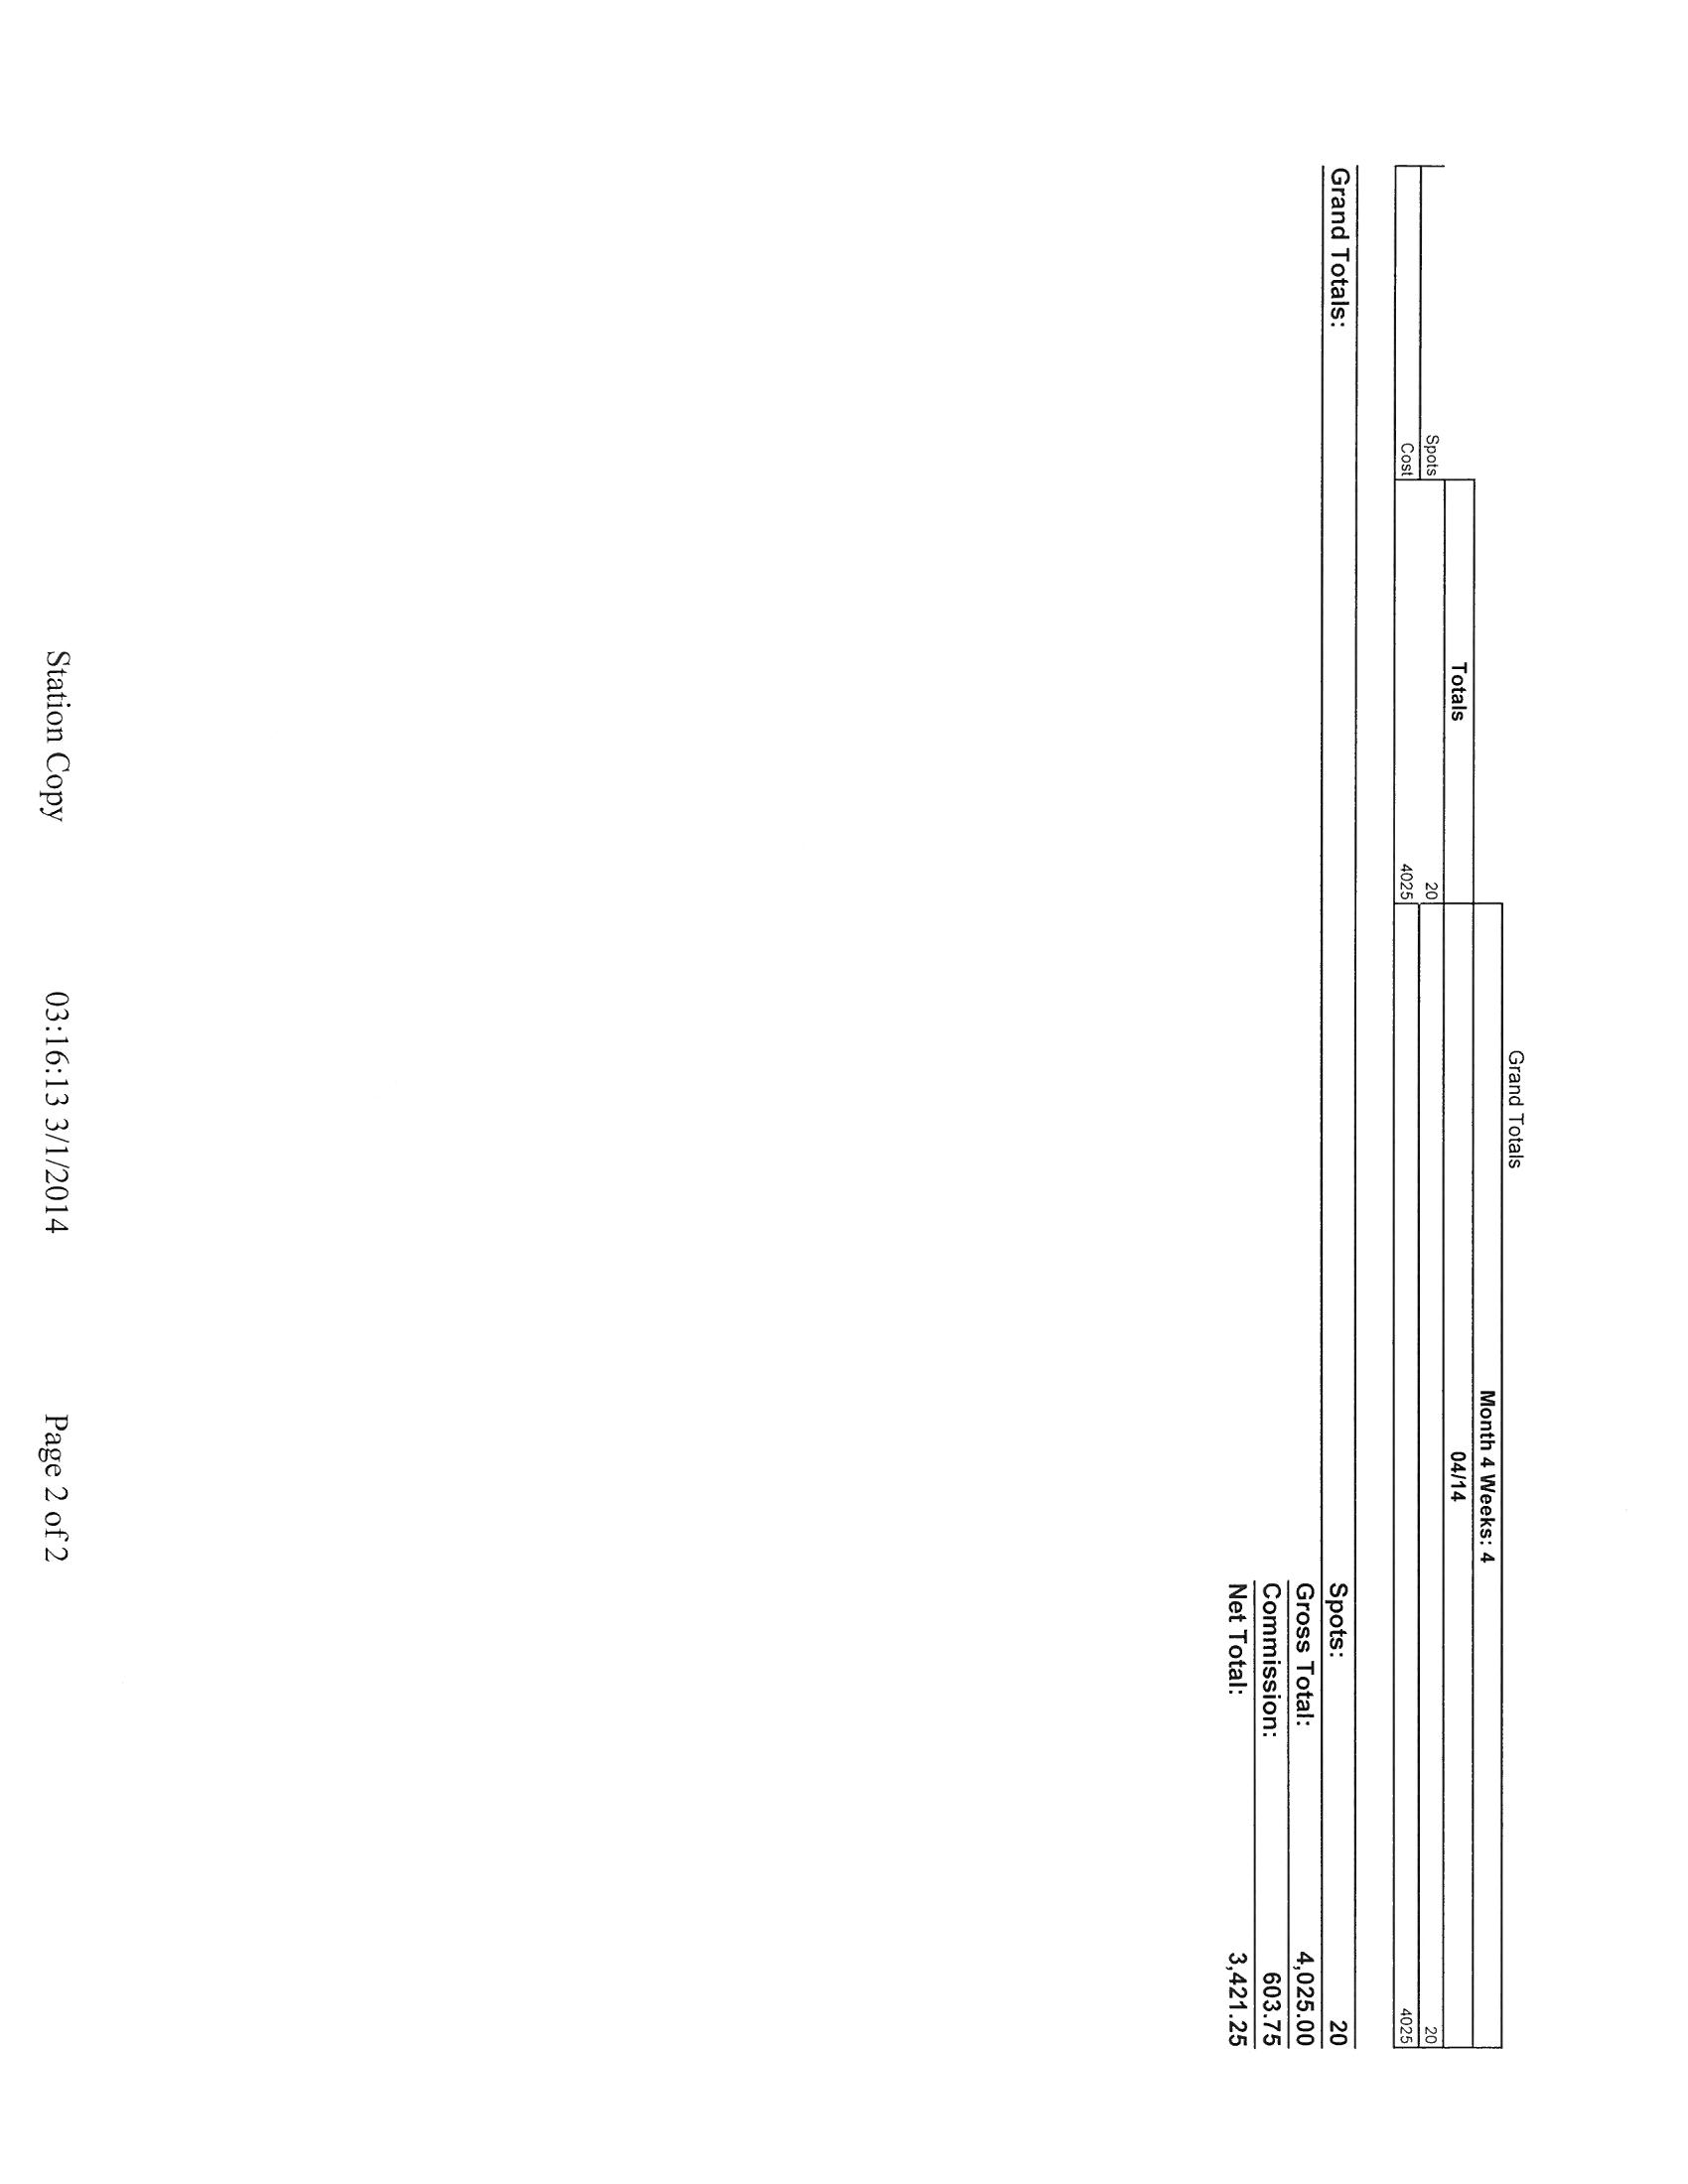 Grand Totals
Month 4 Weeks: 4
Totals 04/14
Spots 20 20
Cost 4025 4025
Grand Totals: Spots: 20
Gross Total: 4,025.00
Commission: 603.75
Net Total: 3,421.25
Station Copy 03:16:13 3/1/2014 Page 2 of 2